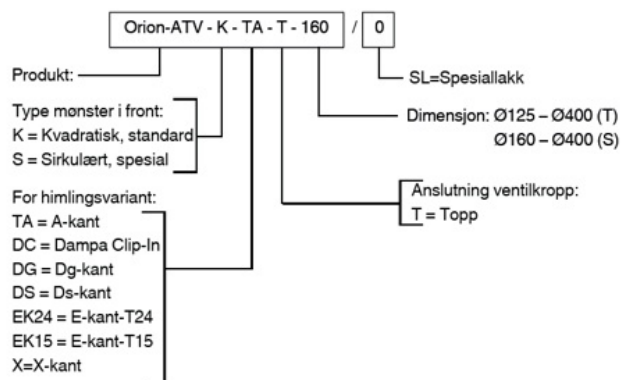 Orion-ATV - K - TA - T - 160 / 0
Produkt:
SL=Spesiallakk
Type mønster i front:
K = Kvadratisk, standard
S = Sirkulært, spesial
Dimensjon: Ø125 – Ø400 (T)
Ø160 – Ø400 (S)
For himlingsvariant:
TA = A-kant
DC = Dampa Clip-In
DG = Dg-kant
DS = Ds-kant
EK24 = E-kant-T24
EK15 = E-kant-T15
X=X-kant
Anslutning ventilkropp:
T = Topp